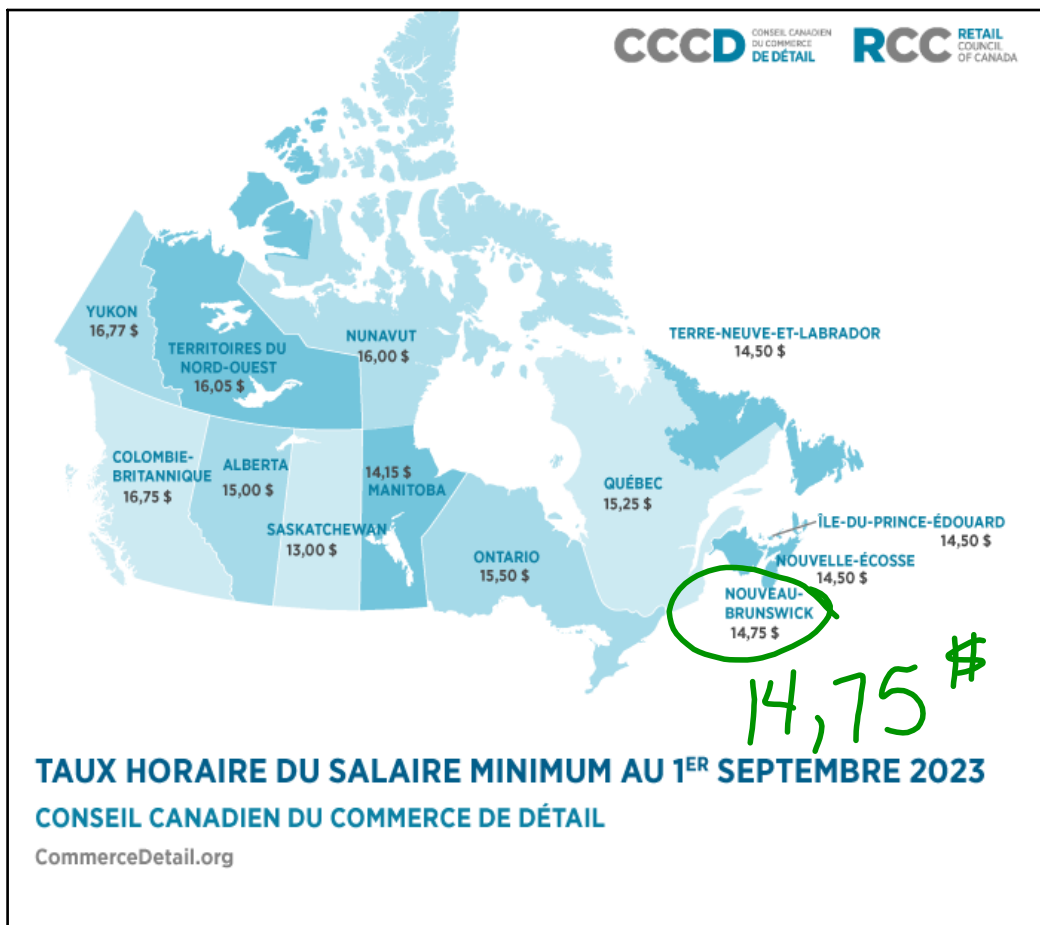 CCCD CONSEIL CANADIEN
DU COMMERCE
DE DÉTAIL
RCC RETAIL
COUNCIL
OF CANADA
YUKON
16,77 $
TERRITOIRES DU
NORD-OUEST
16,05 $
NUNAVUT
16,00 $
TERRE-NEUVE-ET-LABRADOR
14,50 $
COLOMBIE-
BRITANNIQUE
16,75 $
ALBERTA
15,00 $
SASKATCHEWAN
13,00 $
14,15 $
MANITOBA
ONTARIO
15,50 $
QUÉBEC
15,25 $
ÎLE-DU-PRINCE-ÉDOUARD
14,50 $
NOUVELLE-ÉCOSSE
14,50 $
NOUVEAU-
BRUNSWICK
14,75 $
14,75 $
TAUX HORAIRE DU SALAIRE MINIMUM AU 1ER SEPTEMBRE 2023
CONSEIL CANADIEN DU COMMERCE DE DÉTAIL
CommerceDetail.org